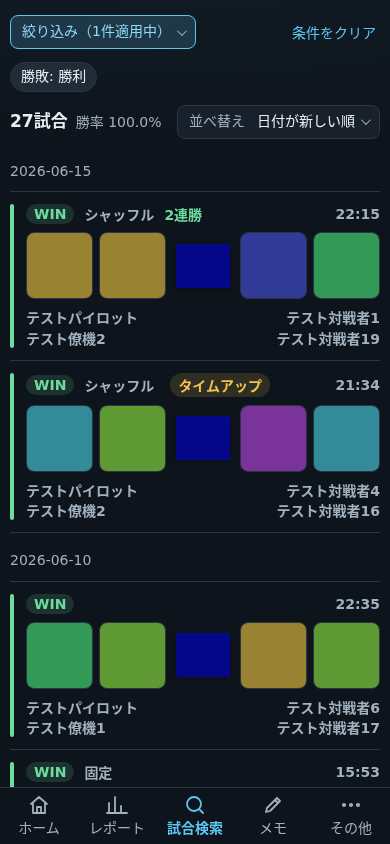 絞り込み（1件適用中）
条件をクリア
勝敗: 勝利
27試合 勝率 100.0%
並べ替え 日付が新しい順
2026-06-15
WIN シャッフル 2連勝 22:15
テストパイロット テスト対戦者1
テスト僚機2 テスト対戦者19
WIN シャッフル タイムアップ 21:34
テストパイロット テスト対戦者4
テスト僚機2 テスト対戦者16
2026-06-10
WIN 22:35
テストパイロット テスト対戦者6
テスト僚機1 テスト対戦者17
WIN 固定 15:53
ホーム レポート 試合検索 メモ その他